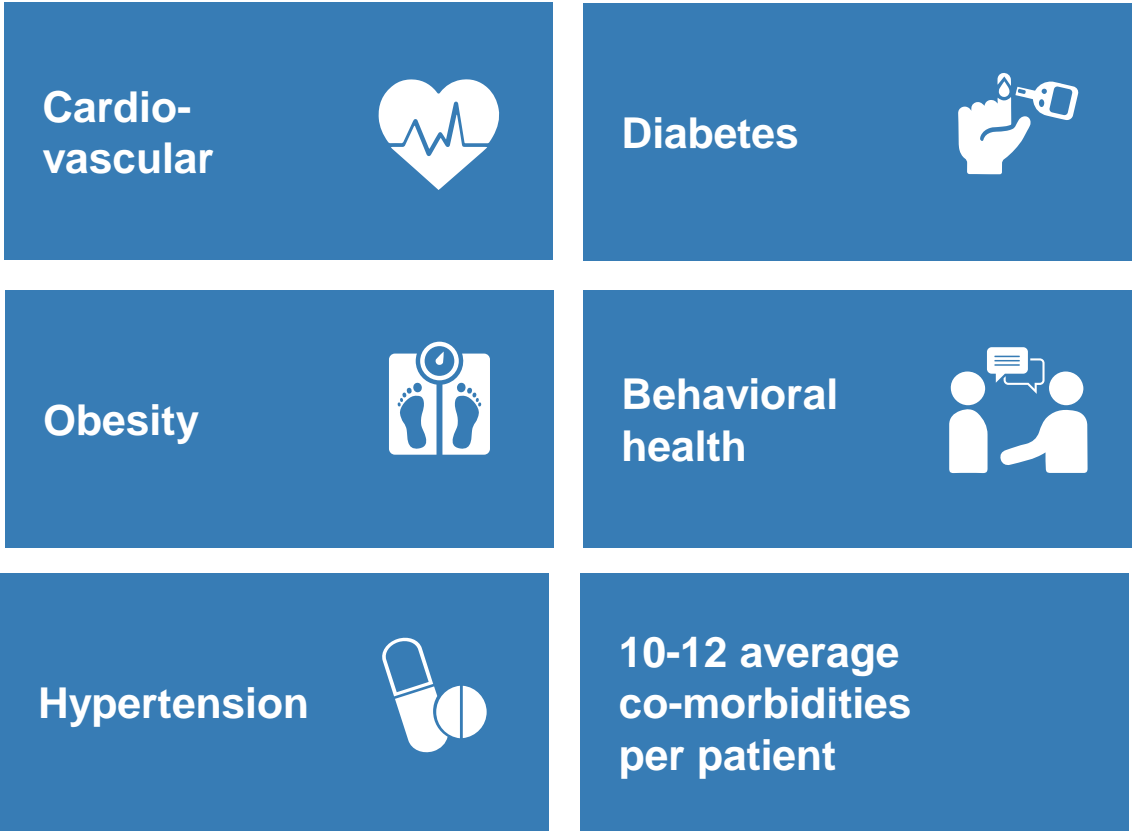 Cardio-
vascular
Diabetes
Obesity
Behavioral
health
Hypertension
10-12 average
co-morbidities
per patient